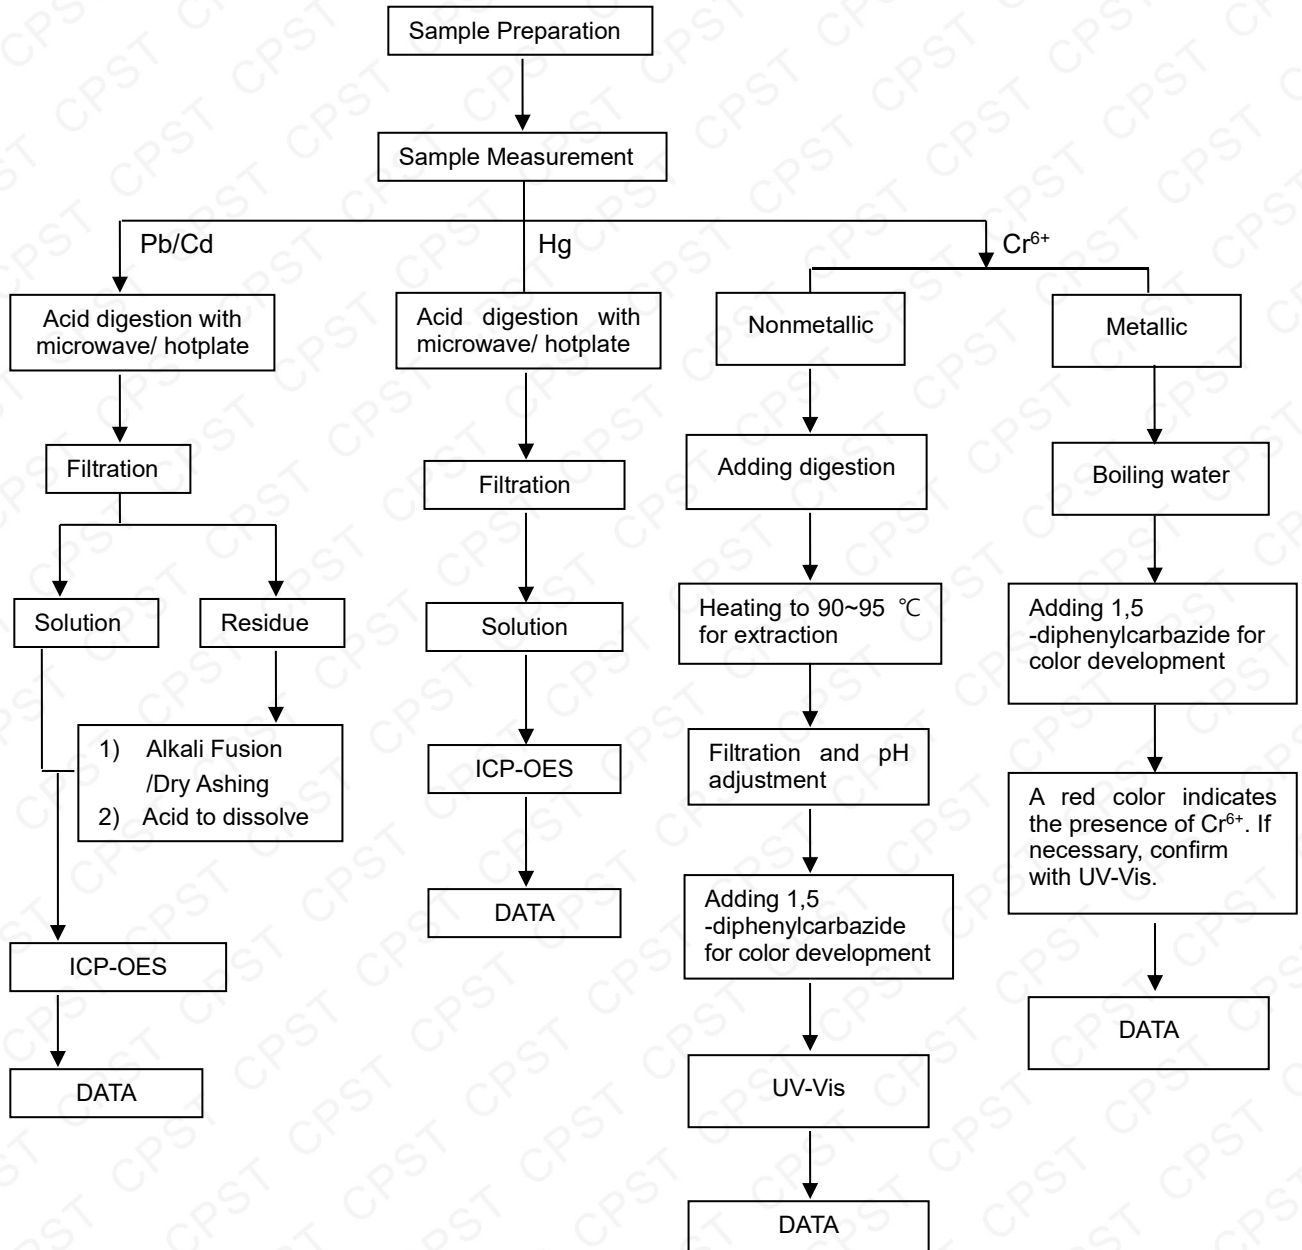 Sample Preparation
Sample Measurement
Pb/Cd
Hg
Cr⁶⁺
Acid digestion with
microwave/ hotplate
Filtration
Solution
Residue
1) Alkali Fusion
/Dry Ashing
2) Acid to dissolve
ICP-OES
DATA
Acid digestion with
microwave/ hotplate
Filtration
Solution
ICP-OES
DATA
Nonmetallic
Adding digestion
Heating to 90~95 ℃
for extraction
Filtration and pH
adjustment
Adding 1,5
-diphenylcarbazide
for color development
UV-Vis
DATA
Metallic
Boiling water
Adding 1,5
-diphenylcarbazide for
color development
A red color indicates
the presence of Cr⁶⁺. If
necessary, confirm
with UV-Vis.
DATA
CPST